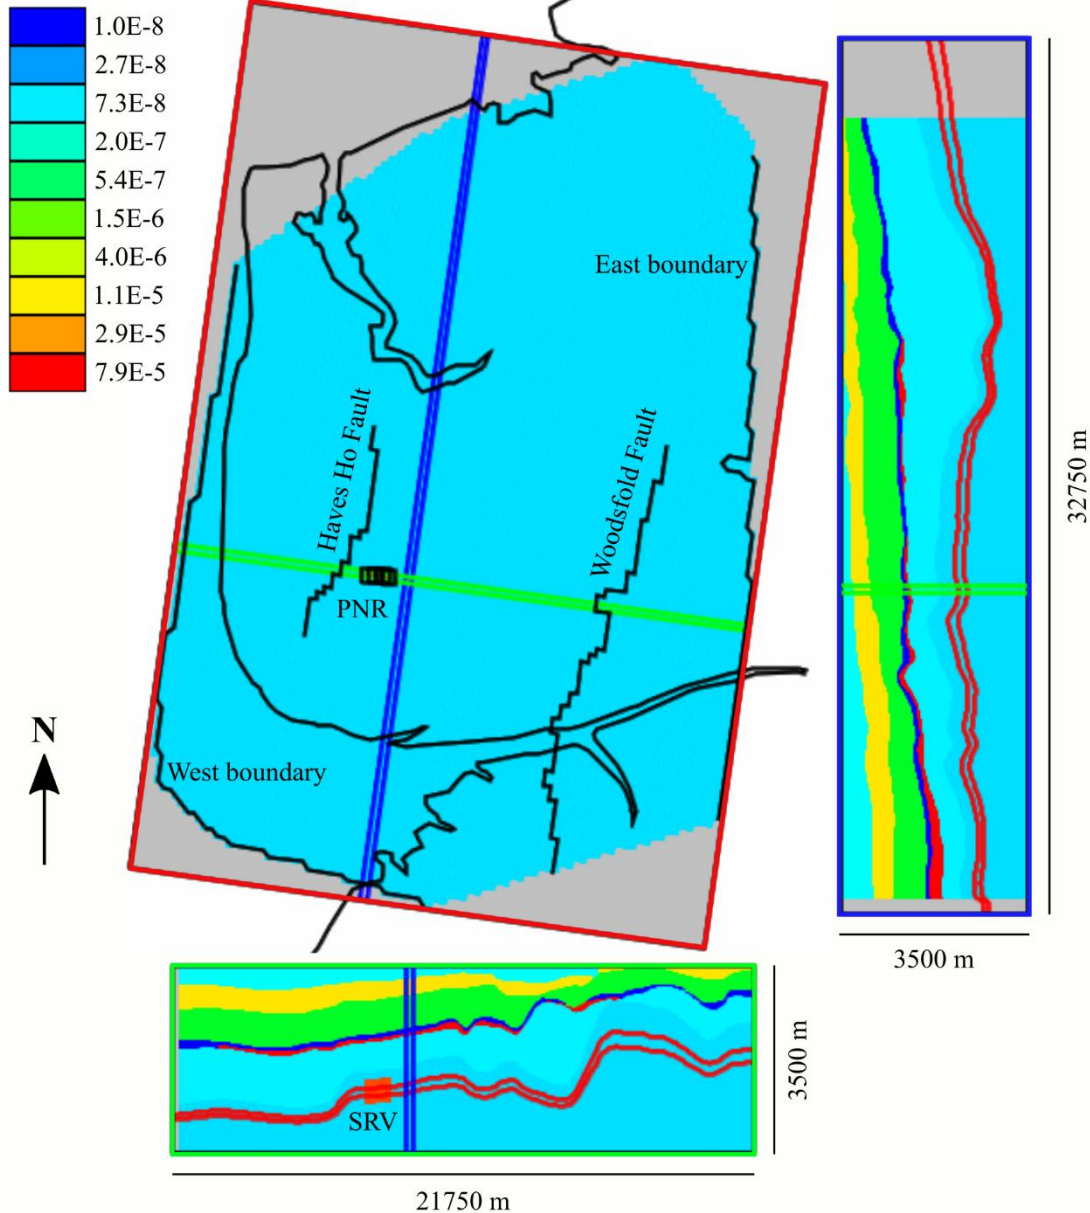 1.0E-8
2.7E-8
7.3E-8
2.0E-7
5.4E-7
1.5E-6
4.0E-6
1.1E-5
2.9E-5
7.9E-5
East boundary
Haves Ho Fault
Woodsfold Fault
PNR
West boundary
N
32750 m
3500 m
SRV
3500 m
21750 m